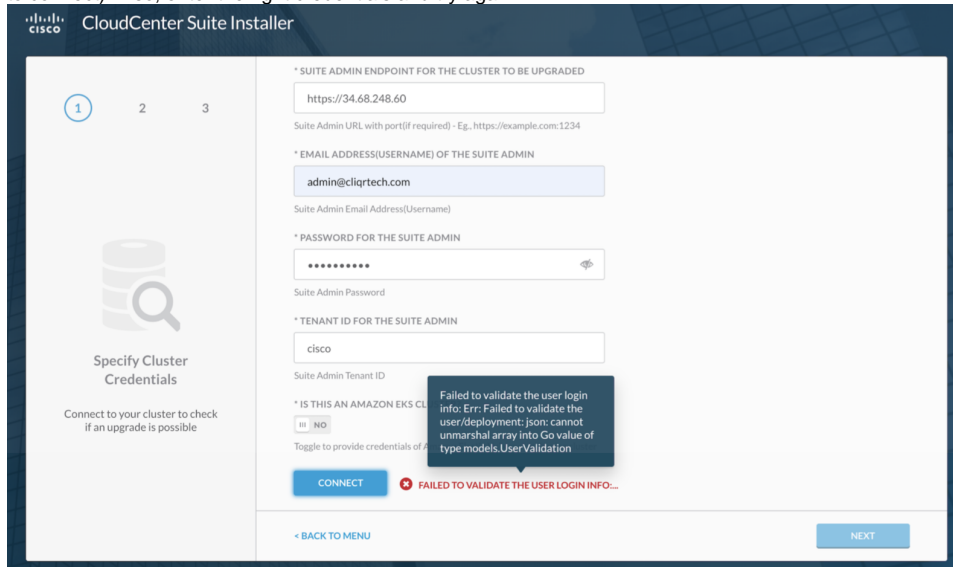 cisco CloudCenter Suite Installer
1 2 3
Specify Cluster
Credentials
Connect to your cluster to check
if an upgrade is possible
* SUITE ADMIN ENDPOINT FOR THE CLUSTER TO BE UPGRADED
https://34.68.248.60
Suite Admin URL with port(if required) - Eg., https://example.com:1234
* EMAIL ADDRESS(USERNAME) OF THE SUITE ADMIN
admin@cliqrtech.com
Suite Admin Email Address(Username)
* PASSWORD FOR THE SUITE ADMIN
••••••••••
Suite Admin Password
* TENANT ID FOR THE SUITE ADMIN
cisco
Suite Admin Tenant ID
* IS THIS AN AMAZON EKS CL
NO
Toggle to provide credentials of A
Failed to validate the user login
info: Err: Failed to validate the
user/deployment: json: cannot
unmarshal array into Go value of
type models.UserValidation
CONNECT FAILED TO VALIDATE THE USER LOGIN INFO:...
< BACK TO MENU NEXT